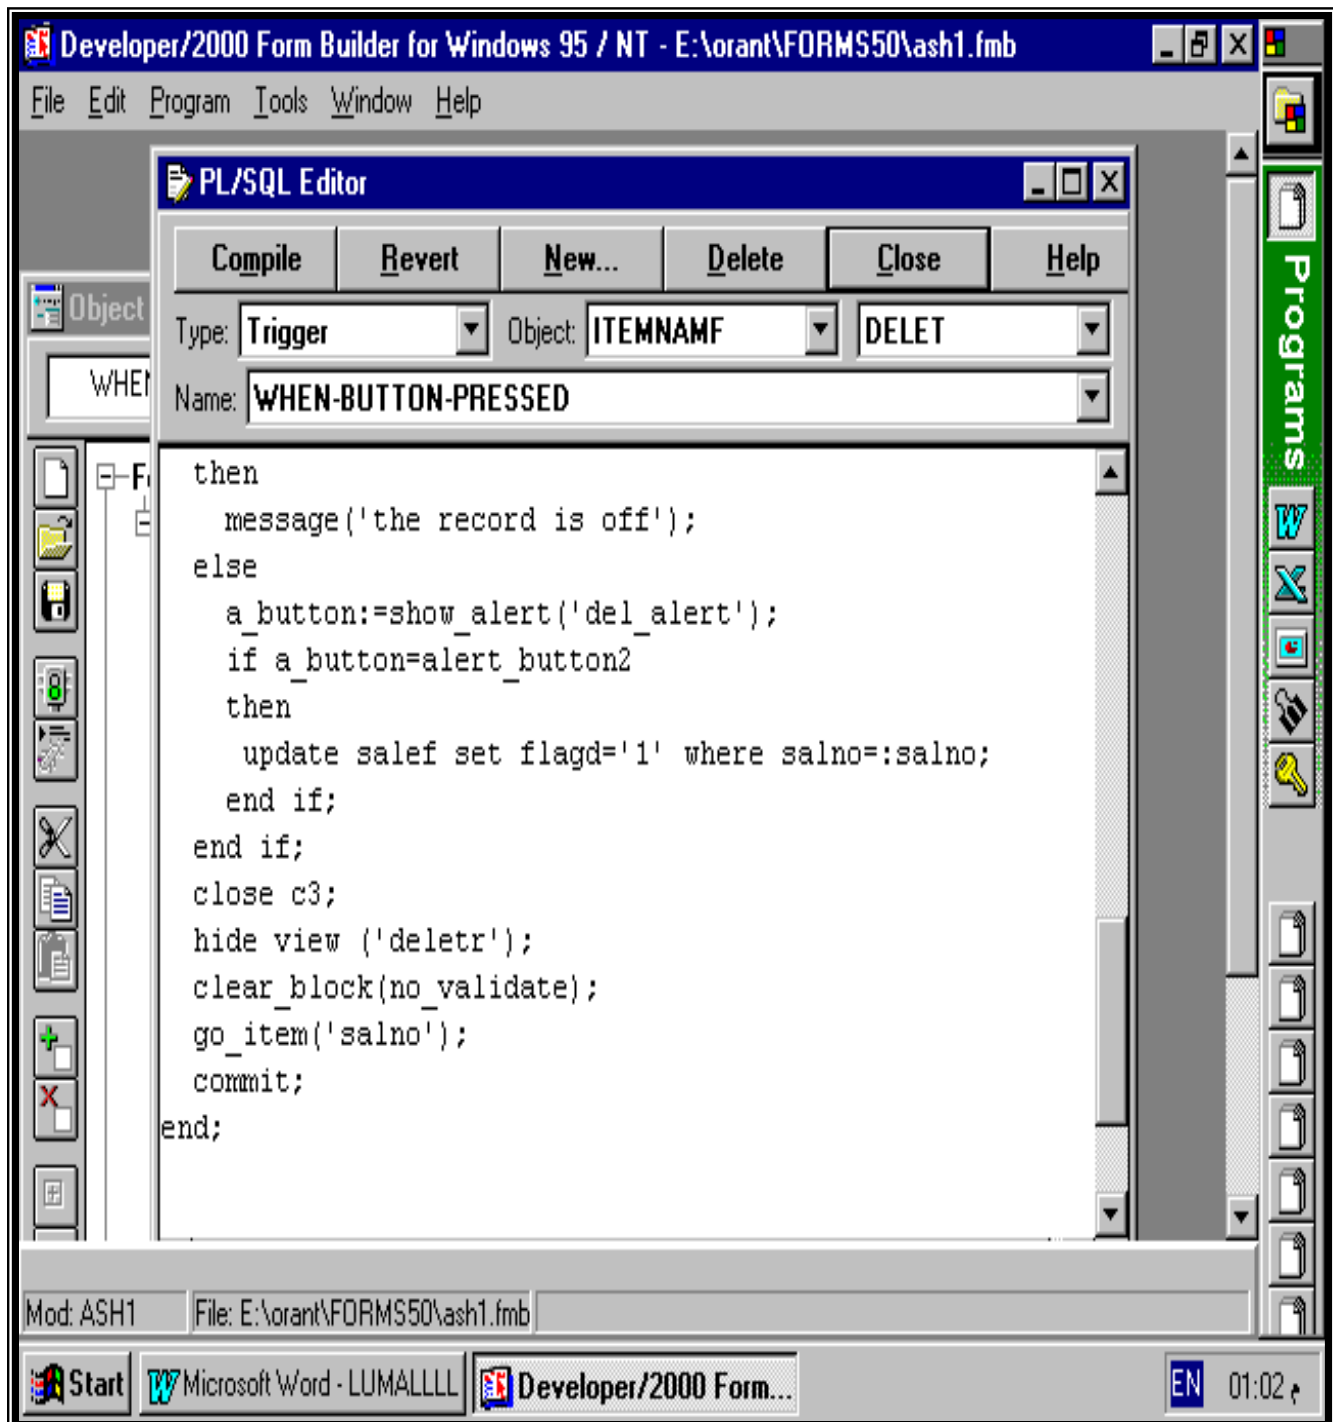 Developer/2000 Form Builder for Windows 95 / NT - E:\orant\FORMS50\ash1.fmb
File Edit Program Tools Window Help
PL/SQL Editor
Compile Revert New... Delete Close Help
Object
Type: Trigger Object: ITEMNAMF DELET
WHEN
Name: WHEN-BUTTON-PRESSED
then
message('the record is off');
else
a_button:=show_alert('del_alert');
if a_button=alert_button2
then
update salef set flagd='1' where salno=:salno;
end if;
end if;
close c3;
hide_view ('deletr');
clear_block(no_validate);
go_item('salno');
commit;
end;
Programs
Mod: ASH1 File: E:\orant\FORMS50\ash1.fmb
Start Microsoft Word - LUMALLLL Developer/2000 Form... EN 01:02 م